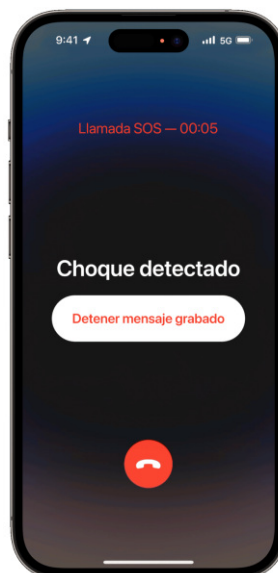 9:41 5G
Llamada SOS — 00:05
Choque detectado
Detener mensaje grabado